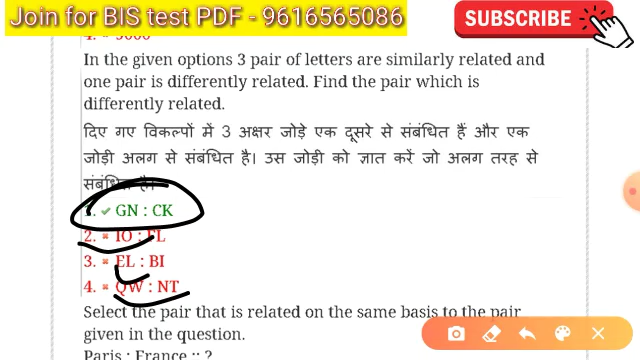 Join for BIS test PDF - 9616565086
SUBSCRIBE
In the given options 3 pair of letters are similarly related and
one pair is differently related. Find the pair which is
differently related.
दिए गए विकल्पों में 3 अक्षर जोड़े एक दूसरे से संबंधित हैं और एक
जोड़ी अलग से संबंधित है। उस जोड़ी को ज्ञात करें जो अलग तरह से
संबंधित है।
1. GN : CK
2. IO : FL
3. EL : BI
4. QW : NT
Select the pair that is related on the same basis to the pair
given in the question.
Paris : France :: ?